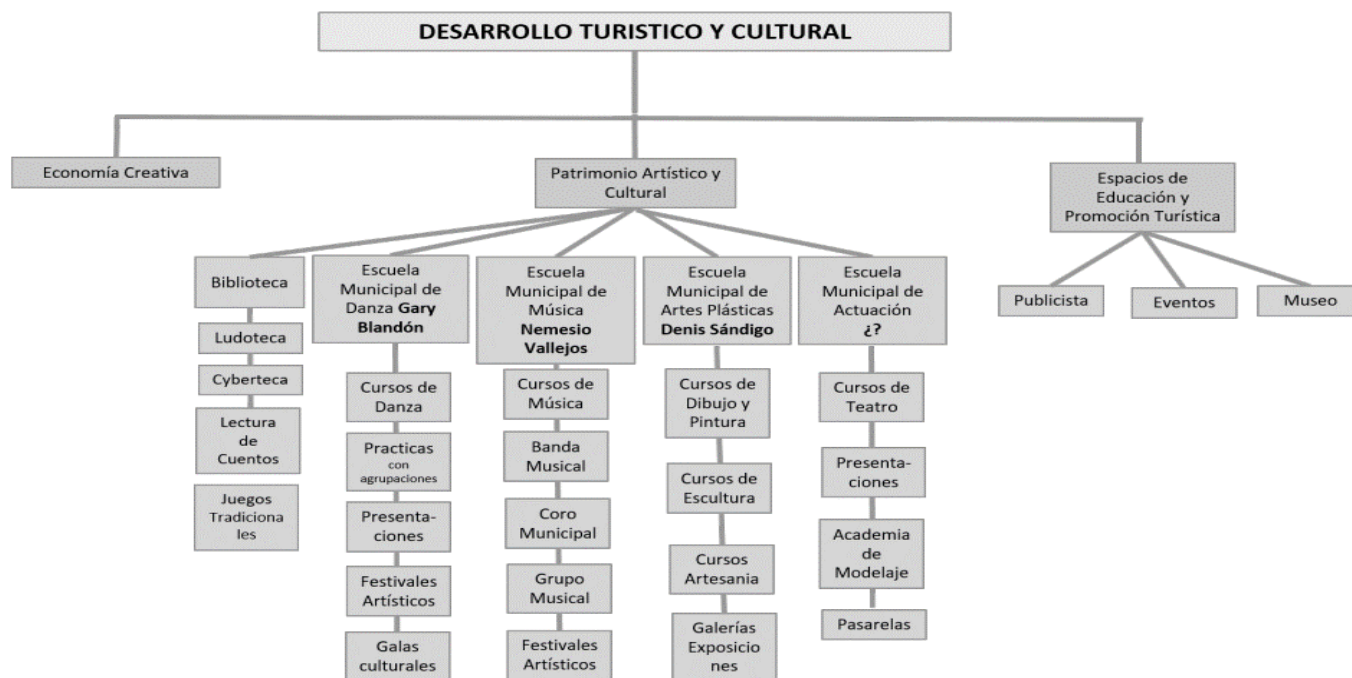 DESARROLLO TURISTICO Y CULTURAL
Economía Creativa
Patrimonio Artístico y
Cultural
Espacios de
Educación y
Promoción Turística
Biblioteca
Ludoteca
Cyberteca
Lectura
de
Cuentos
Juegos
Tradiciona
les
Escuela
Municipal de
Danza Gary
Blandón
Cursos de
Danza
Practicas
con
agrupaciones
Presenta-
ciones
Festivales
Artísticos
Galas
culturales
Escuela
Municipal de
Música
Nemesio
Vallejos
Cursos de
Música
Banda
Musical
Coro
Municipal
Grupo
Musical
Festivales
Artísticos
Escuela
Municipal de
Artes Plásticas
Denis Sándigo
Cursos de
Dibujo y
Pintura
Cursos de
Escultura
Cursos
Artesania
Galerías
Exposicio
nes
Escuela
Municipal de
Actuación
¿?
Cursos de
Teatro
Presenta-
ciones
Academia
de
Modelaje
Pasarelas
Publicista
Eventos
Museo